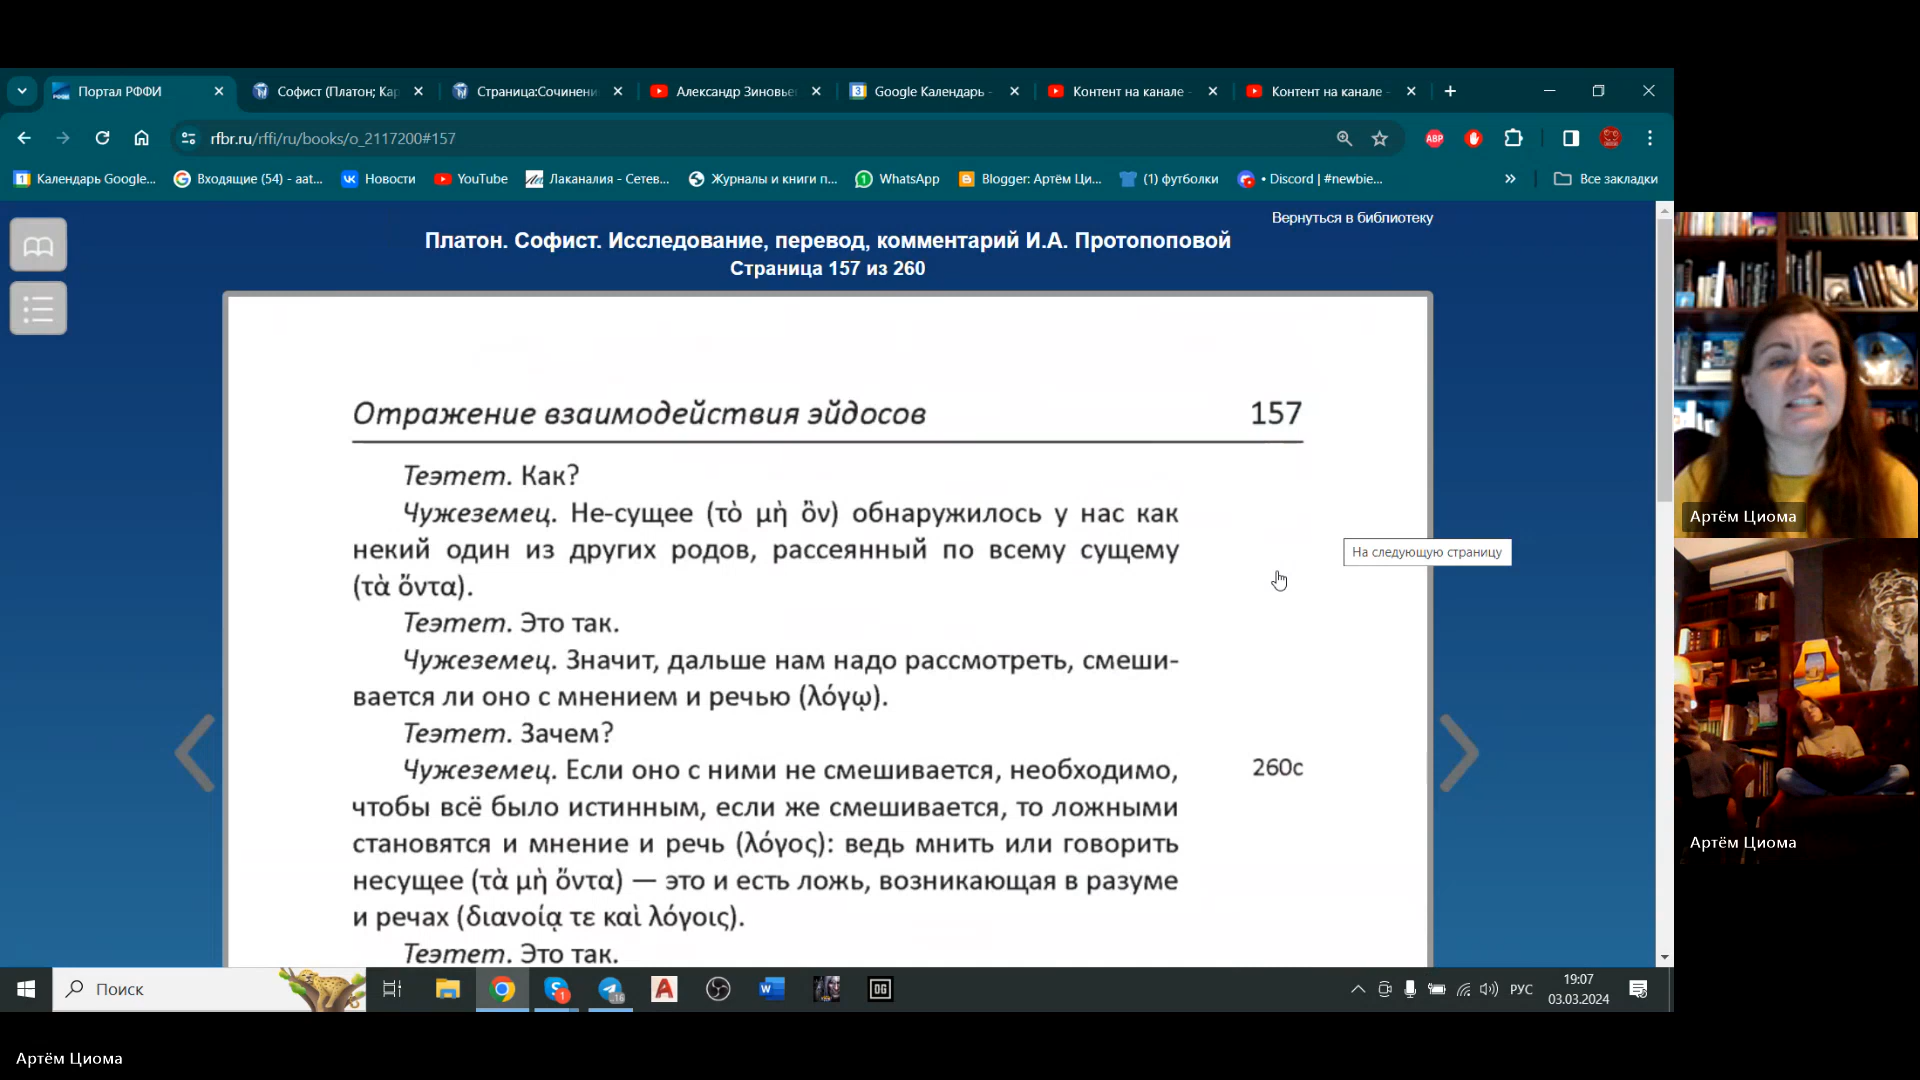 Портал РФФИ
Софист (Платон; Кар
Страница:Сочинени
Александр Зиновье
Google Календарь -
Контент на канале -
Контент на канале -
rfbr.ru/rffi/ru/books/o_2117200#157
ABP
Календарь Google...
Входящие (54) - aat...
Новости
YouTube
Лаканалия - Сетев...
Журналы и книги п...
WhatsApp
Blogger: Артём Ци...
(1) футболки
• Discord | #newbie...
»
Все закладки
Вернуться в библиотеку
Платон. Софист. Исследование, перевод, комментарий И.А. Протопоповой
Страница 157 из 260
Отражение взаимодействия эйдосов 157
Теэтет. Как?
Чужеземец. Не-сущее (τὸ μὴ ὂν) обнаружилось у нас как
некий один из других родов, рассеянный по всему сущему
(τὰ ὄντα).
Теэтет. Это так.
Чужеземец. Значит, дальше нам надо рассмотреть, смеши-
вается ли оно с мнением и речью (λόγῳ).
Теэтет. Зачем?
Чужеземец. Если оно с ними не смешивается, необходимо, 260c
чтобы всё было истинным, если же смешивается, то ложными
становятся и мнение и речь (λόγος): ведь мнить или говорить
несущее (τὰ μὴ ὄντα) — это и есть ложь, возникающая в разуме
и речах (διανοίᾳ τε καὶ λόγοις).
Теэтет. Это так.
На следующую страницу
Артём Циома
Артём Циома
Поиск
РУС
19:07
03.03.2024
Артём Циома